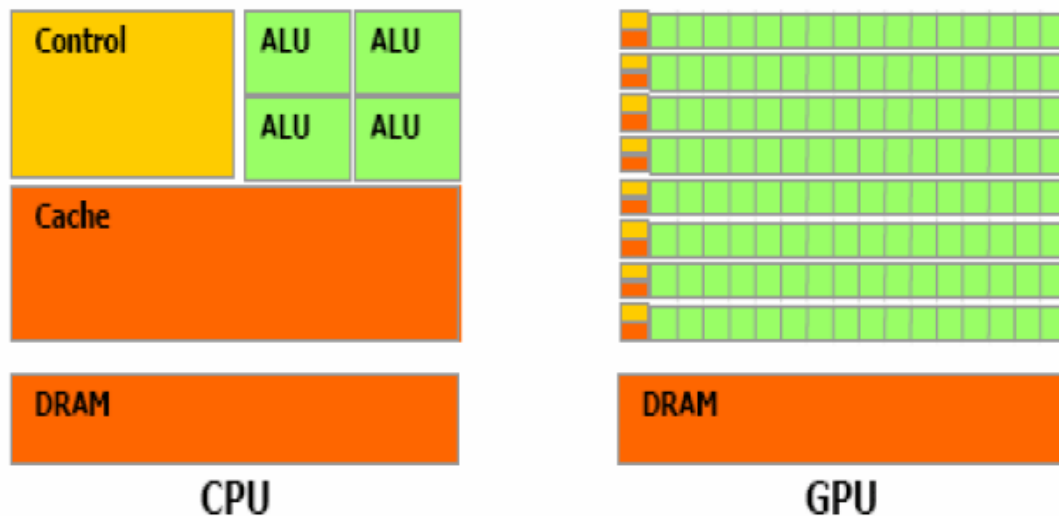 Control
ALU ALU
ALU ALU
Cache
DRAM
CPU
DRAM
GPU